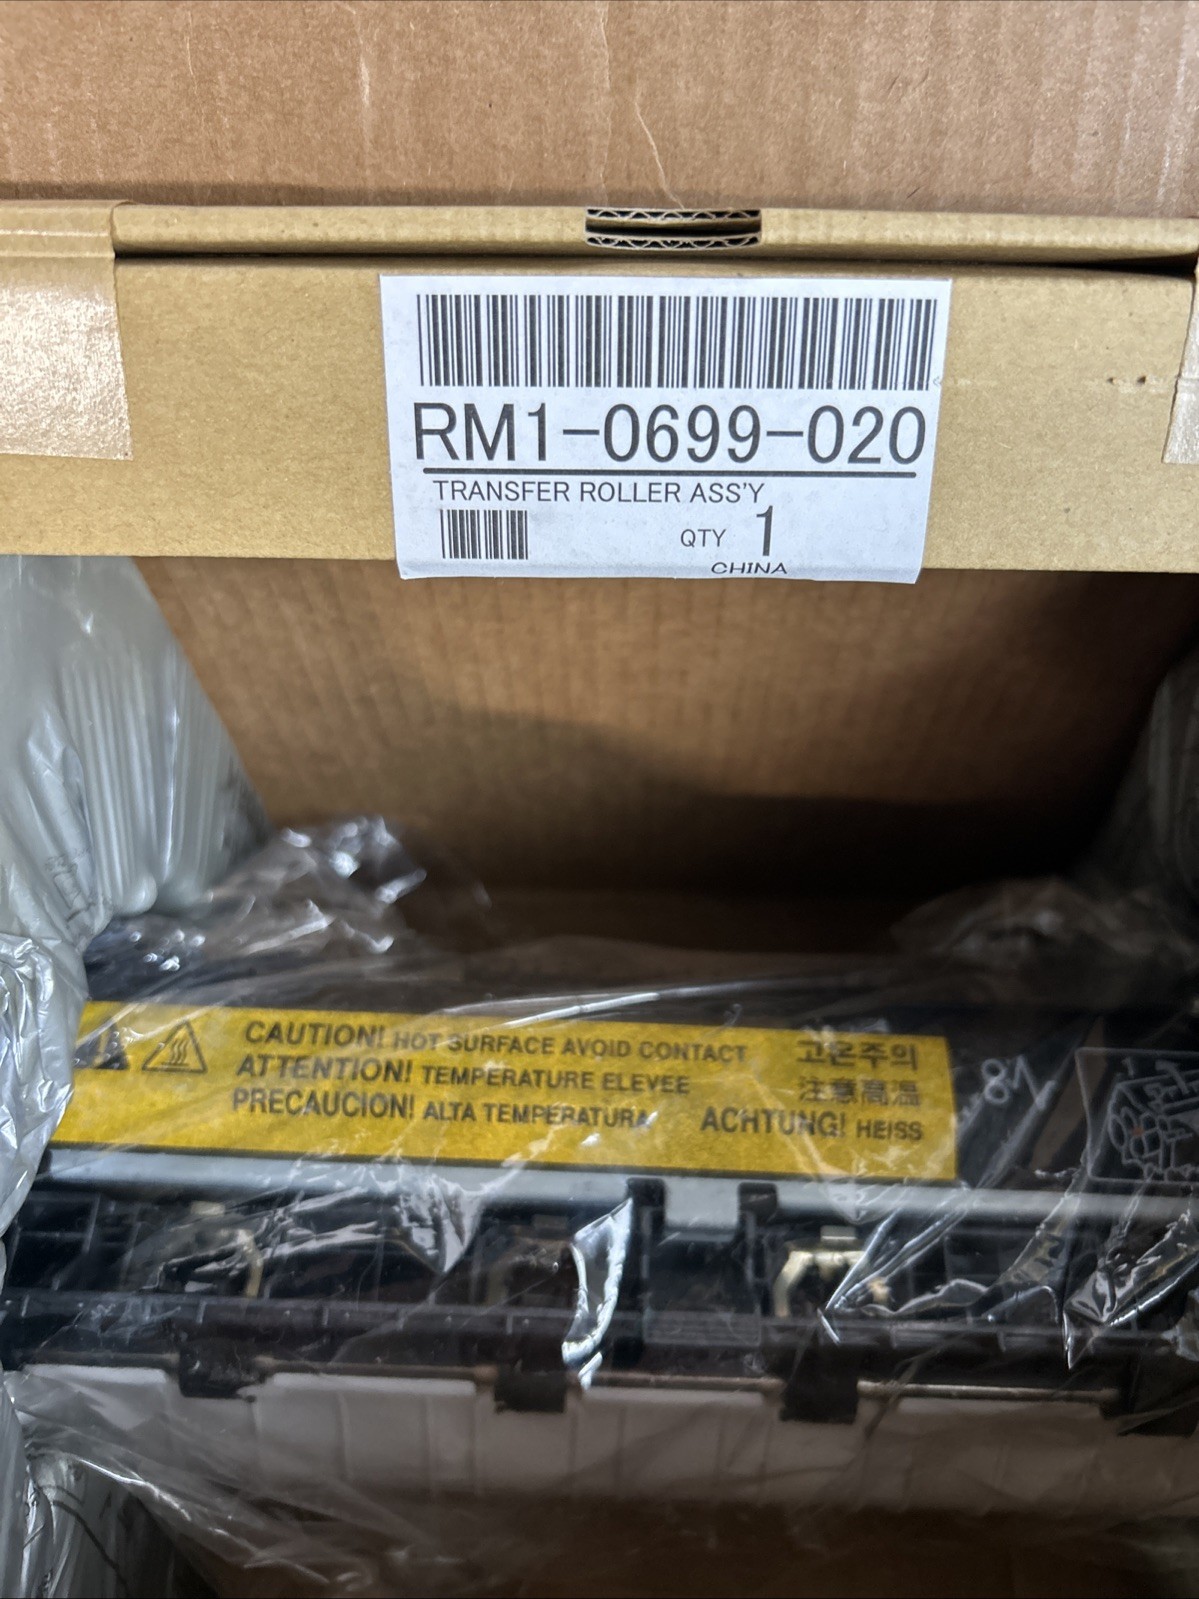 RM1-0699-020
TRANSFER ROLLER ASS'Y
QTY 1
CHINA
CAUTION! HOT SURFACE AVOID CONTACT 고온주의
ATTENTION! TEMPERATURE ELEVEE 注意高温
PRECAUCION! ALTA TEMPERATURA ACHTUNG! HEISS